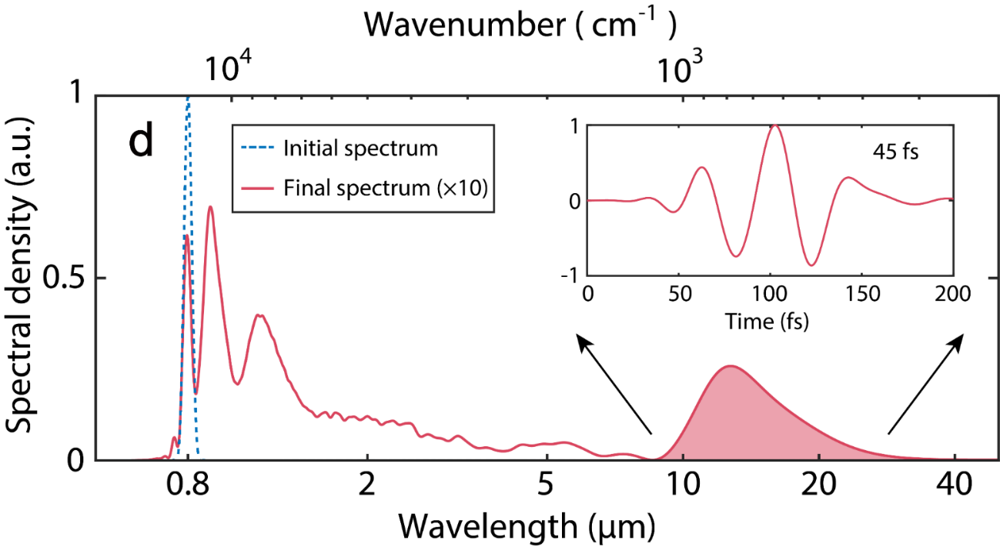 Wavenumber ( cm⁻¹ )
10⁴ 10³
1
d
Initial spectrum
Final spectrum (×10)
45 fs
1
0
-1
0 50 100 150 200
Time (fs)
Spectral density (a.u.)
0.5
0
0.8 2 5 10 20 40
Wavelength (µm)